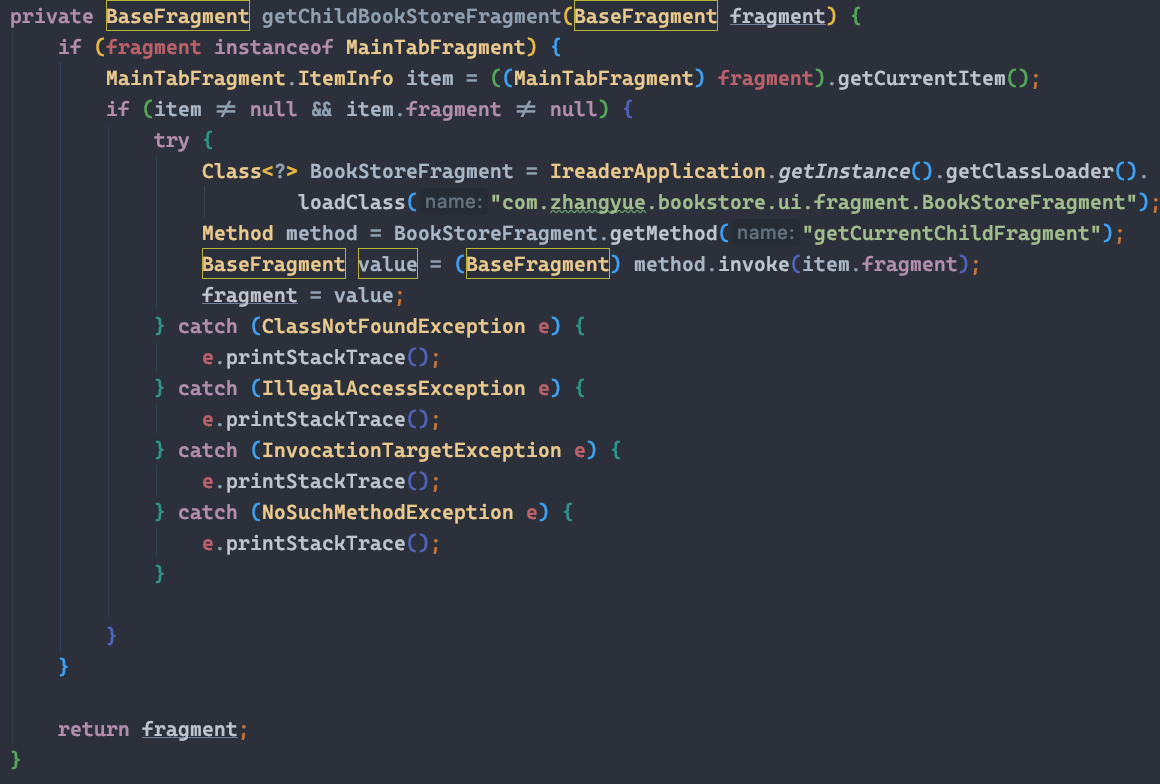 private BaseFragment getChildBookStoreFragment(BaseFragment fragment) {
    if (fragment instanceof MainTabFragment) {
        MainTabFragment.ItemInfo item = ((MainTabFragment) fragment).getCurrentItem();
        if (item ≠ null && item.fragment ≠ null) {
            try {
                Class<?> BookStoreFragment = IreaderApplication.getInstance().getClassLoader().
                        loadClass( name: "com.zhangyue.bookstore.ui.fragment.BookStoreFragment");
                Method method = BookStoreFragment.getMethod( name: "getCurrentChildFragment");
                BaseFragment value = (BaseFragment) method.invoke(item.fragment);
                fragment = value;
            } catch (ClassNotFoundException e) {
                e.printStackTrace();
            } catch (IllegalAccessException e) {
                e.printStackTrace();
            } catch (InvocationTargetException e) {
                e.printStackTrace();
            } catch (NoSuchMethodException e) {
                e.printStackTrace();
            }
        }
    }
    return fragment;
}